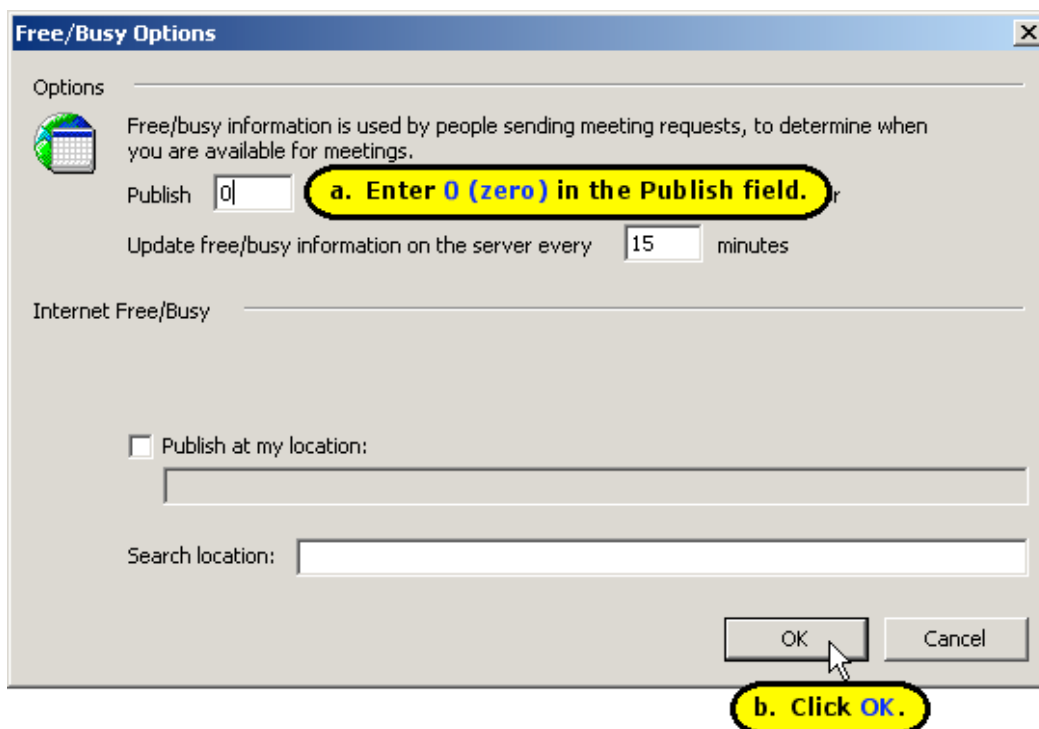 Free/Busy Options
Options
Free/busy information is used by people sending meeting requests, to determine when
you are available for meetings.
Publish 0 a. Enter 0 (zero) in the Publish field. r
Update free/busy information on the server every 15 minutes
Internet Free/Busy
Publish at my location:
Search location:
OK Cancel
b. Click OK.